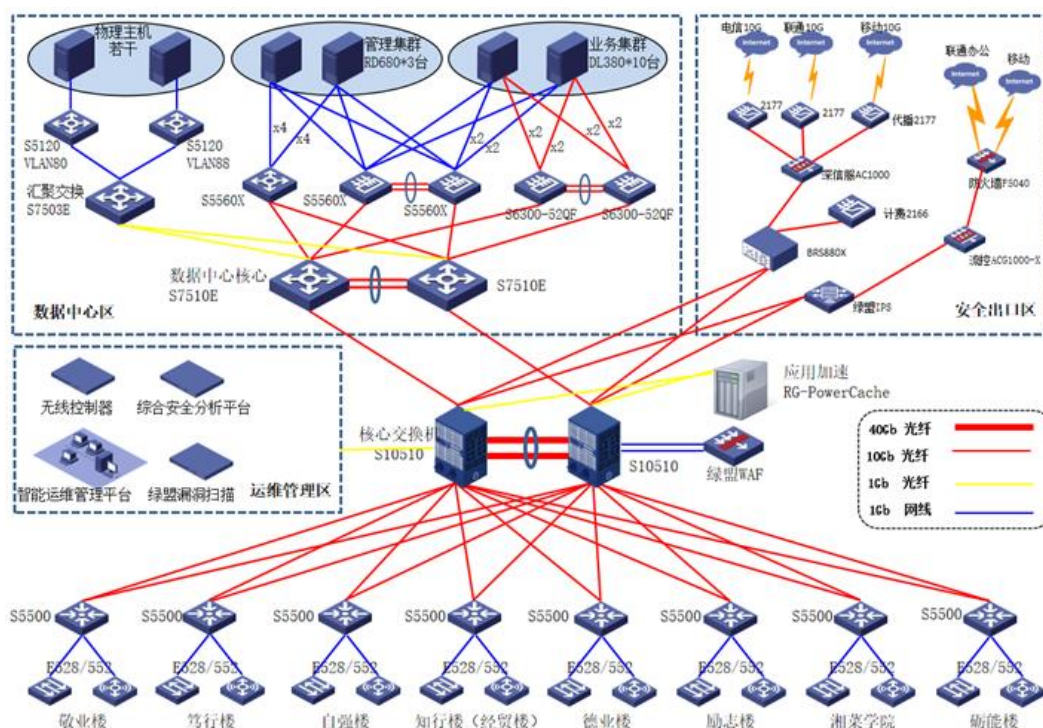 物理主机
若干
管理集群
RD680*3台
业务集群
DL380*10台
S5120
VLAN80
S5120
VLAN88
汇聚交换
S7503E
x4
x4
x2
x2
x2
x2
x2
S5560X
S5560X
S5560X
S6300-52QF
S6300-52QF
数据中心核心
S7510E
S7510E
数据中心区
电信10G
联通10G
移动10G
Internet
Internet
Internet
联通办公
移动
Internet
Internet
2177
2177
代播2177
深信服AC1000
防火墙F5040
计费2166
BRS880X
流控ACG1000-X
绿盟IPS
安全出口区
无线控制器
综合安全分析平台
智能运维管理平台
绿盟漏洞扫描
运维管理区
核心交换机
S10510
S10510
应用加速
RG-PowerCache
绿盟WAF
40Gb 光纤
10Gb 光纤
1Gb 光纤
1Gb 网线
S5500
S5500
S5500
S5500
S5500
S5500
S5500
S5500
E528/552
E528/552
E528/552
E528/552
E528/552
E528/552
E528/552
E528/552
敬业楼
笃行楼
自强楼
知行楼（经贸楼）
德业楼
励志楼
湘菜学院
砺能楼